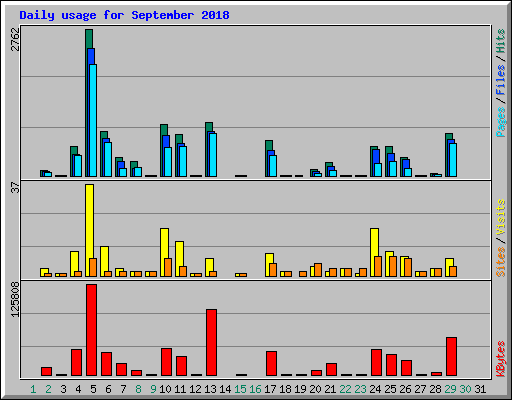 Daily usage for September 2018
2762
37
125808
Pages/Files/Hits
Sites/Visits
KBytes
1 2 3 4 5 6 7 8 9 10 11 12 13 14 15 16 17 18 19 20 21 22 23 24 25 26 27 28 29 30 31